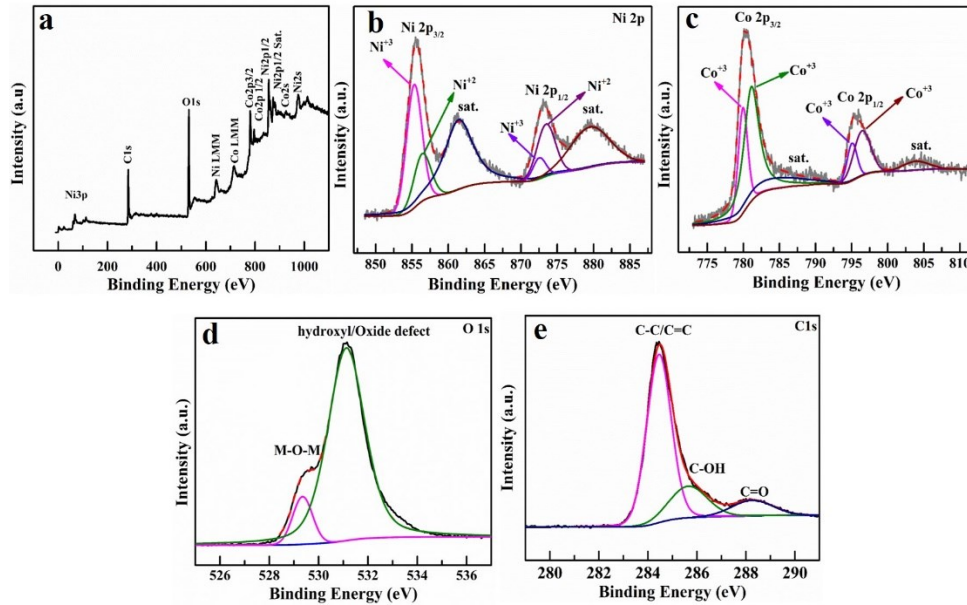 a
Intensity (a.u)
Ni3p
C1s
O1s
Ni LMM
Co LMM
Co2p3/2
Co2p 1/2
Ni2p1/2
Ni2p1/2 Sat.
Co2s
Ni2s
0 200 400 600 800 1000
Binding Energy (eV)
b
Ni 2p
Intensity (a.u.)
Ni 2p3/2
Ni+3
Ni+2
sat.
Ni 2p1/2
Ni+3
Ni+2
sat.
850 855 860 865 870 875 880 885
Binding Energy (eV)
c
Intensity (a.u.)
Co 2p3/2
Co+3
Co+3
sat.
Co+3
Co 2p1/2
Co+3
sat.
775 780 785 790 795 800 805 810
Binding Energy (eV)
d
hydroxyl/Oxide defect
O 1s
Intensity (a.u.)
M-O-M
526 528 530 532 534 536
Binding Energy (eV)
e
C-C/C=C
C1s
Intensity (a.u.)
C-OH
C=O
280 282 284 286 288 290
Binding Energy (eV)